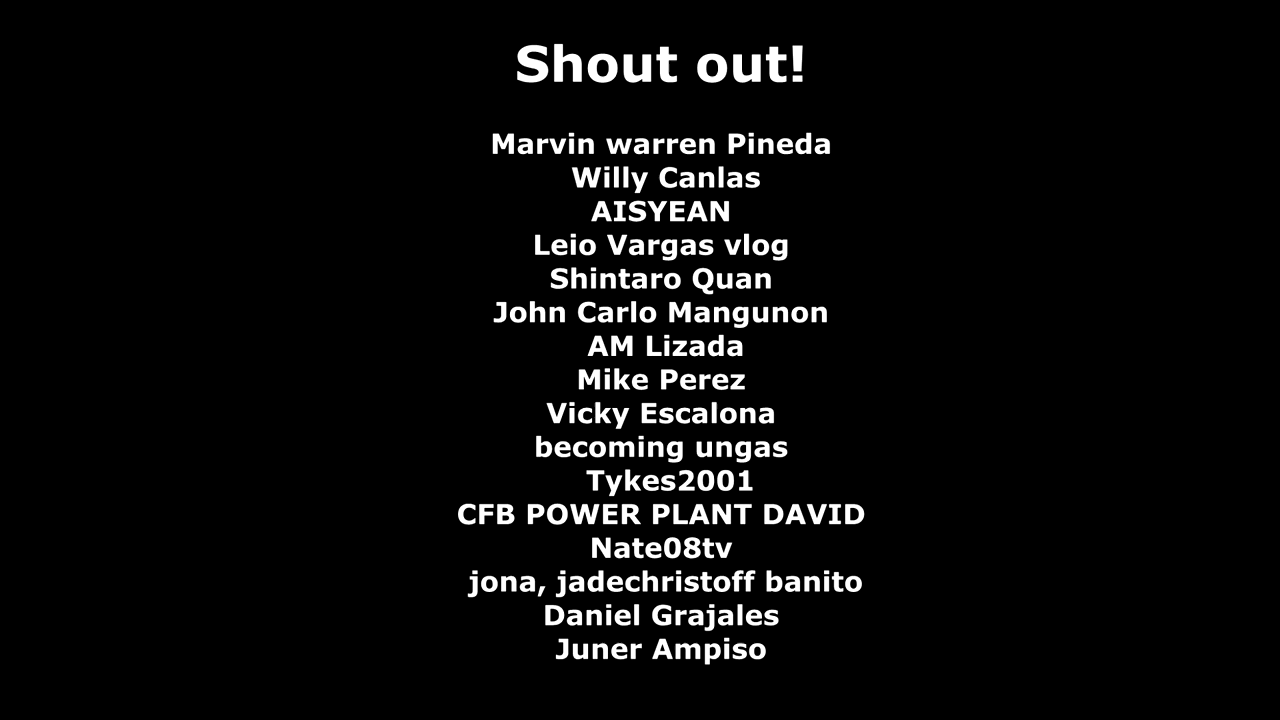 Shout out!
Marvin warren Pineda
Willy Canlas
AISYEAN
Leio Vargas vlog
Shintaro Quan
John Carlo Mangunon
AM Lizada
Mike Perez
Vicky Escalona
becoming ungas
Tykes2001
CFB POWER PLANT DAVID
Nate08tv
jona, jadechristoff banito
Daniel Grajales
Juner Ampiso